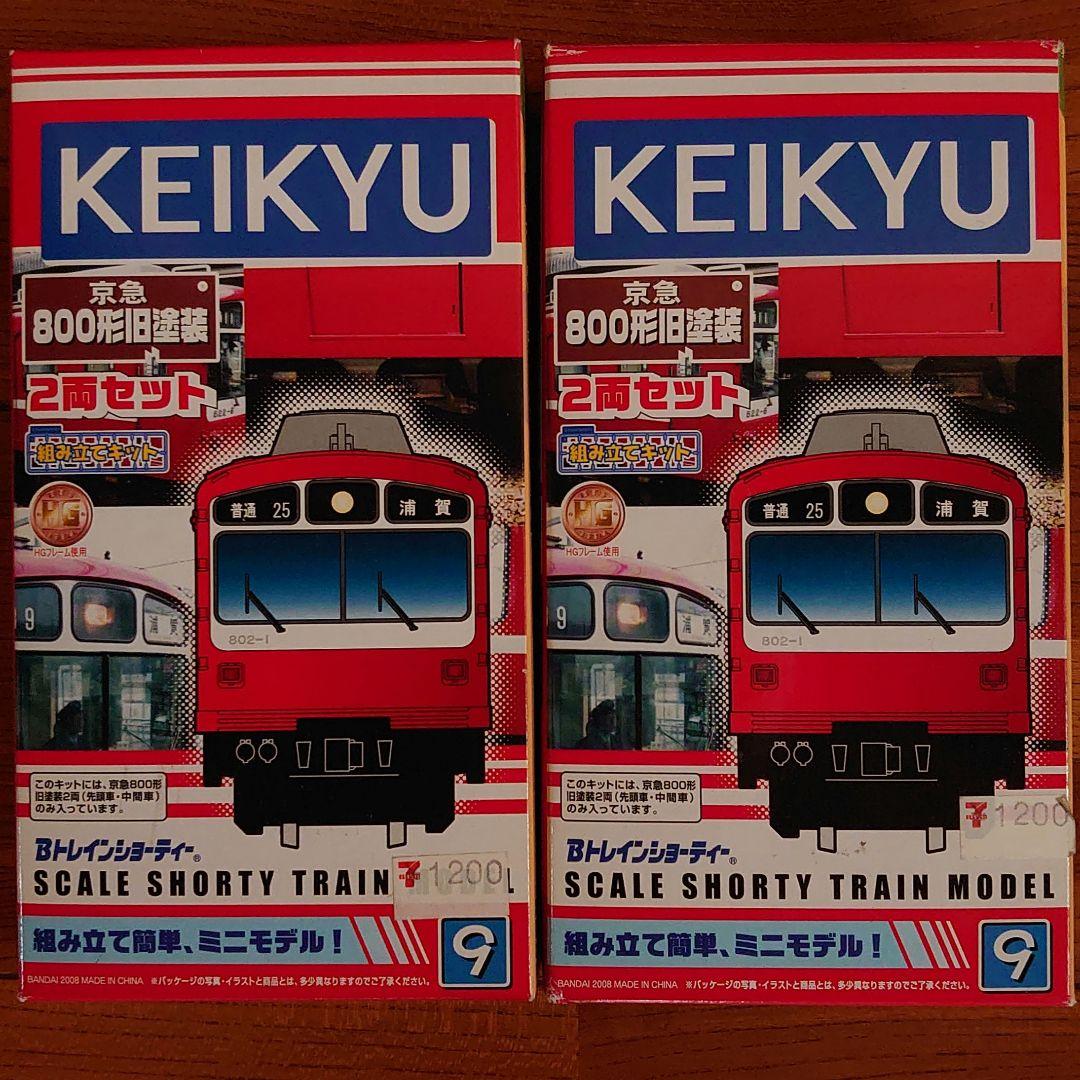 KEIKYU
京急
800形旧塗装
2両セット
組み立てキット
HG
HGフレーム使用
普通 25
浦賀
9
802-1
このキットには、京急800形
旧塗装2両(先頭車・中間車)
のみ入っています。
Bトレインショーティー®
7 1200
SCALE SHORTY TRAIN
組み立て簡単、ミニモデル!
9
BANDAI 2008 MADE IN CHINA ※パッケージの写真・イラストと商品とは、多少異なりますのでご了承ください。
KEIKYU
京急
800形旧塗装
2両セット
822-6
組み立てキット
HG
HGフレーム使用
普通 25
浦賀
9
802-1
このキットには、京急800形
旧塗装2両(先頭車・中間車)
のみ入っています。
7 1200
Bトレインショーティー®
SCALE SHORTY TRAIN MODEL
組み立て簡単、ミニモデル!
9
BANDAI 2008 MADE IN CHINA ※パッケージの写真・イラストと商品とは、多少異なりますのでご了承ください。